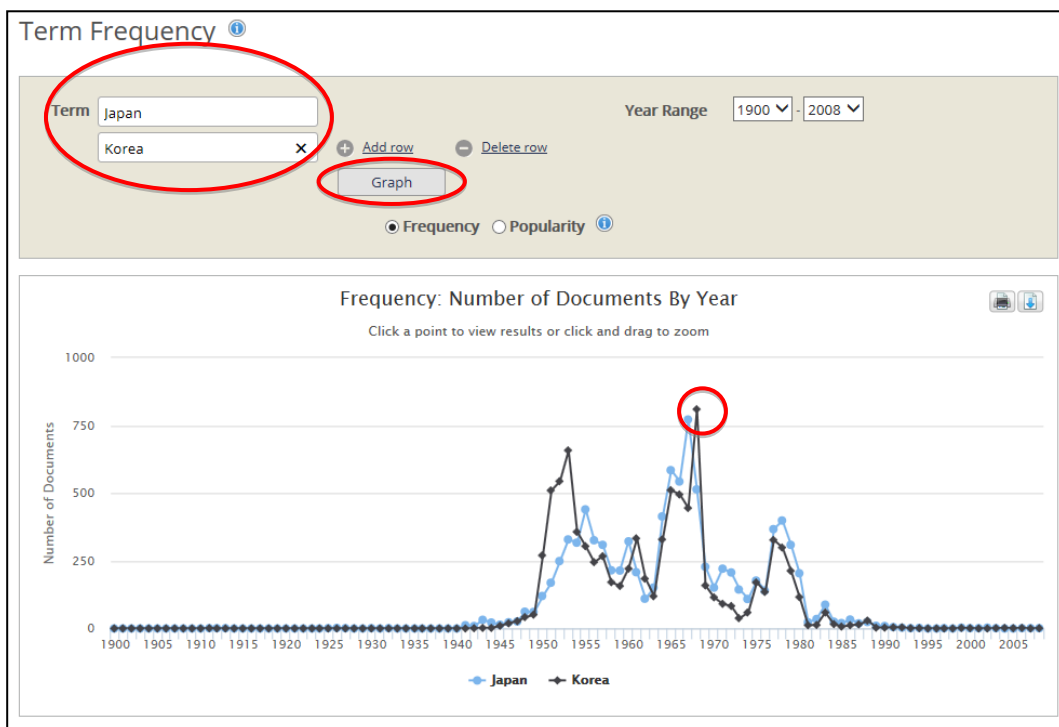 Term Frequency
Term Japan Year Range 1900 - 2008
Korea Add row Delete row
Graph
Frequency Popularity
Frequency: Number of Documents By Year
Click a point to view results or click and drag to zoom
1000
750
500
250
0
Number of Documents
1900 1905 1910 1915 1920 1925 1930 1935 1940 1945 1950 1955 1960 1965 1970 1975 1980 1985 1990 1995 2000 2005
Japan Korea